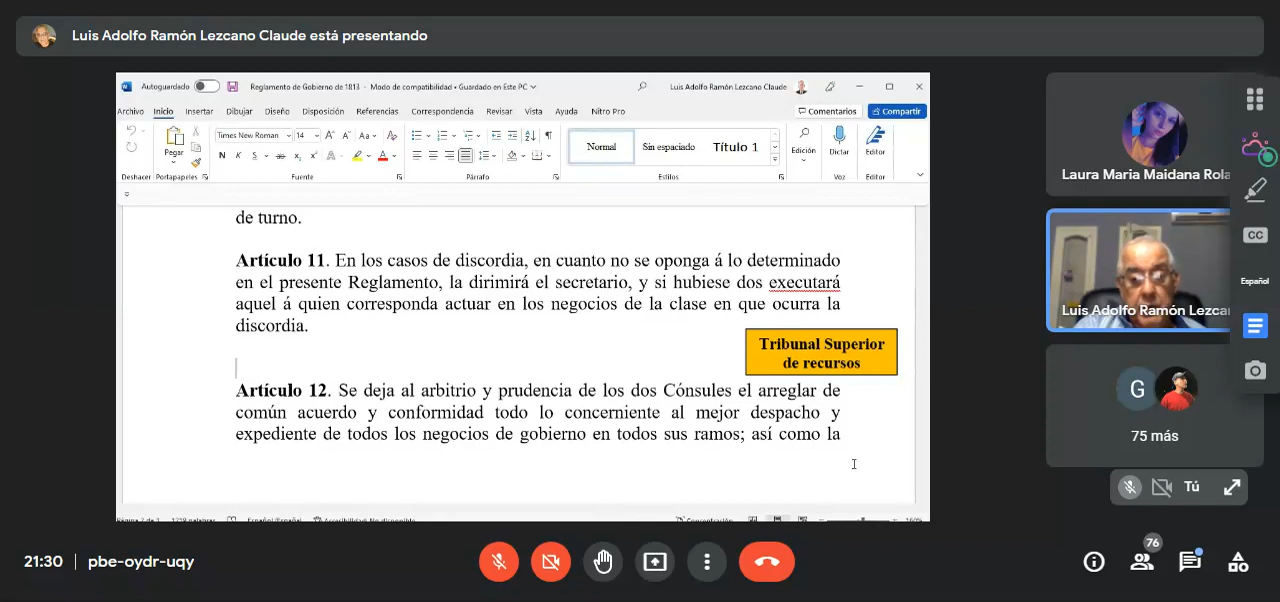 Luis Adolfo Ramón Lezcano Claude está presentando
Autoguardado
Reglamento de Gobierno de 1813 - Modo de compatibilidad • Guardado en Este PC
Luis Adolfo Ramón Lezcano Claude
Archivo Inicio Insertar Dibujar Diseño Disposición Referencias Correspondencia Revisar Vista Ayuda Nitro Pro
Comentarios
Compartir
Pegar
Times New Roman 14
N K S
Normal
Sin espaciado
Título 1
Edición
Dictar
Editor
Deshacer Portapapeles Fuente Párrafo Estilos Voz Editor
de turno.
Artículo 11. En los casos de discordia, en cuanto no se oponga á lo determinado
en el presente Reglamento, la dirimirá el secretario, y si hubiese dos executará
aquel á quien corresponda actuar en los negocios de la clase en que ocurra la
discordia.
Tribunal Superior
de recursos
Artículo 12. Se deja al arbitrio y prudencia de los dos Cónsules el arreglar de
común acuerdo y conformidad todo lo concerniente al mejor despacho y
expediente de todos los negocios de gobierno en todos sus ramos; así como la
Laura Maria Maidana Rola
Luis Adolfo Ramón Lezca
G
75 más
Tú
CC
Español
21:30
pbe-oydr-uqy
76